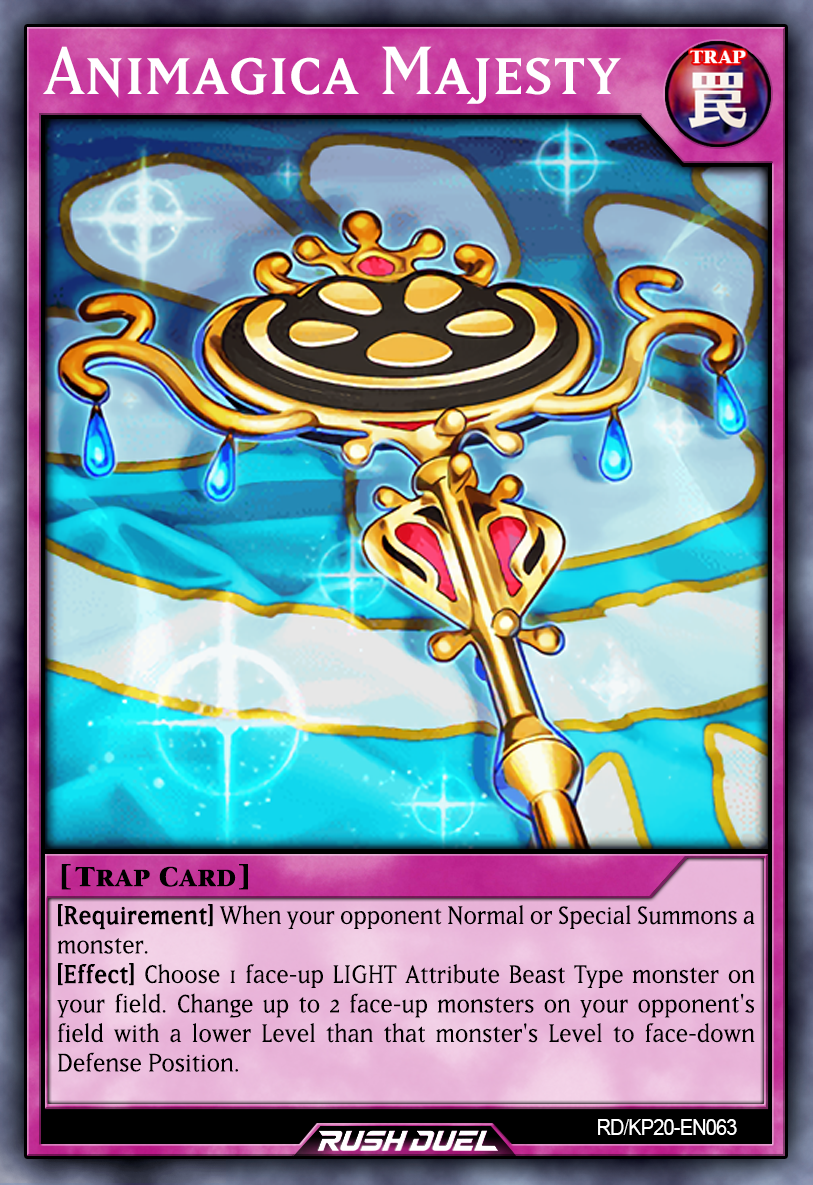 Animagica Majesty
TRAP
罠
[Trap Card]
[Requirement] When your opponent Normal or Special Summons a
monster.
[Effect] Choose 1 face-up LIGHT Attribute Beast Type monster on
your field. Change up to 2 face-up monsters on your opponent's
field with a lower Level than that monster's Level to face-down
Defense Position.
RD/KP20-EN063
RUSH DUEL